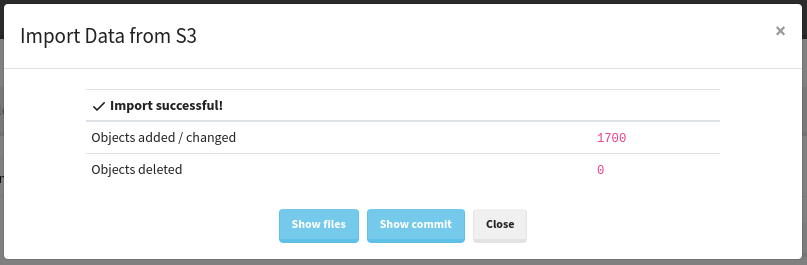 Import Data from S3
×
✓ Import successful!
Objects added / changed 1700
Objects deleted 0
Show files Show commit Close